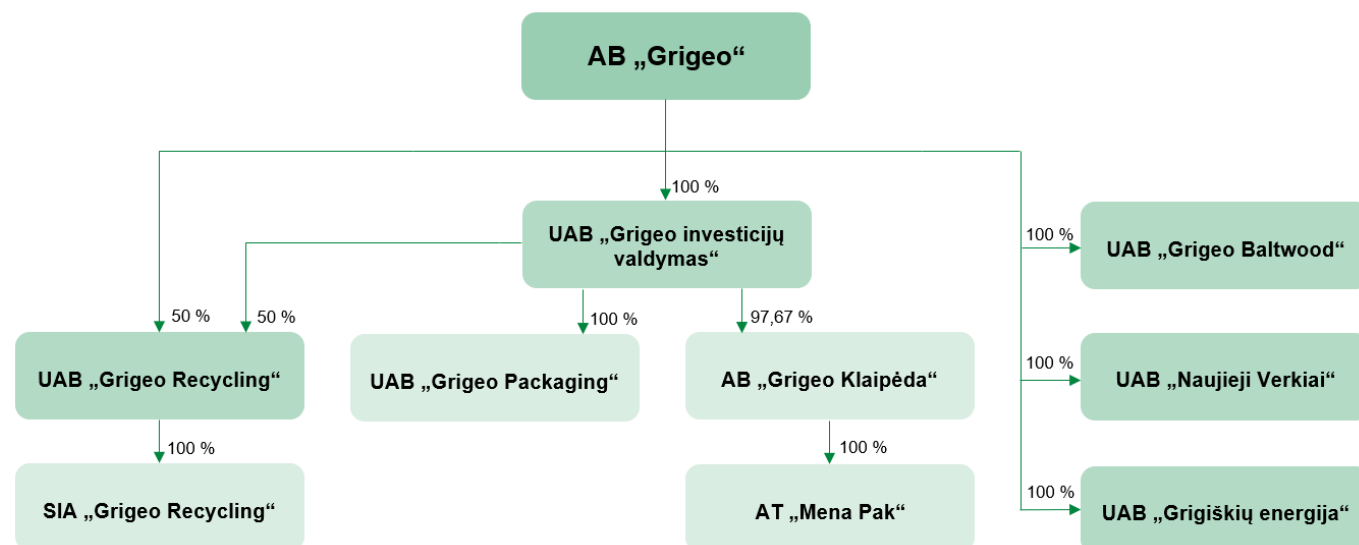 AB „Grigeo“
100 %
UAB „Grigeo investicijų
valdymas“
100 %
UAB „Grigeo Baltwood“
50 %
50 %
100 %
97,67 %
UAB „Grigeo Recycling“
UAB „Grigeo Packaging“
AB „Grigeo Klaipėda“
100 %
UAB „Naujieji Verkiai“
100 %
100 %
SIA „Grigeo Recycling“
AT „Mena Pak“
100 %
UAB „Grigiškių energija“